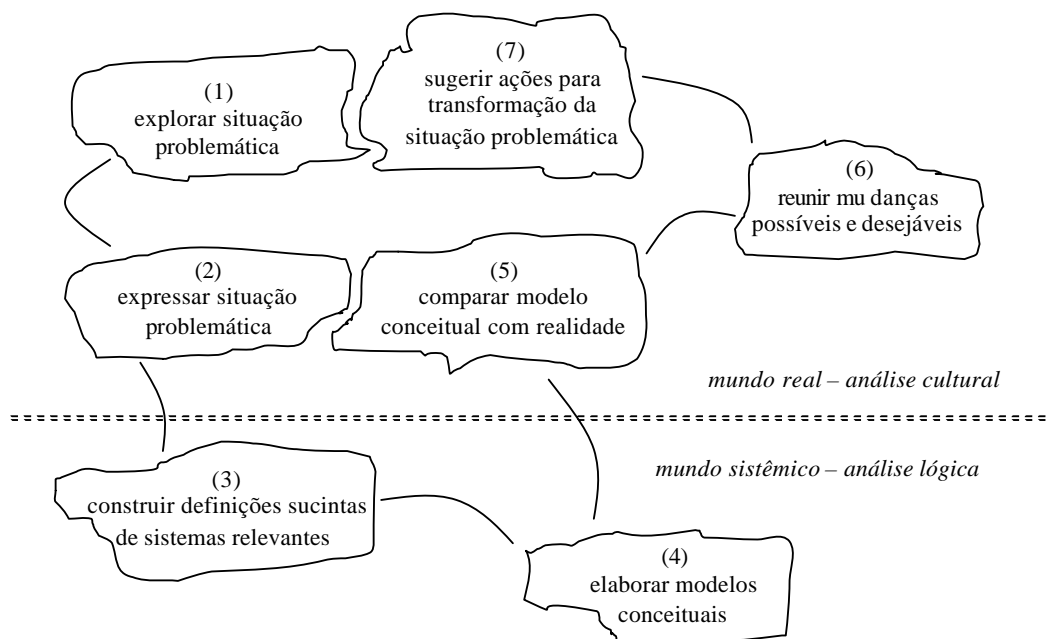 (1)
explorar situação
problemática
(7)
sugerir ações para
transformação da
situação problemática
(6)
reunir mu danças
possíveis e desejáveis
(2)
expressar situação
problemática
(5)
comparar modelo
conceitual com realidade
mundo real – análise cultural
mundo sistêmico – análise lógica
(3)
construir definições sucintas
de sistemas relevantes
(4)
elaborar modelos
conceituais